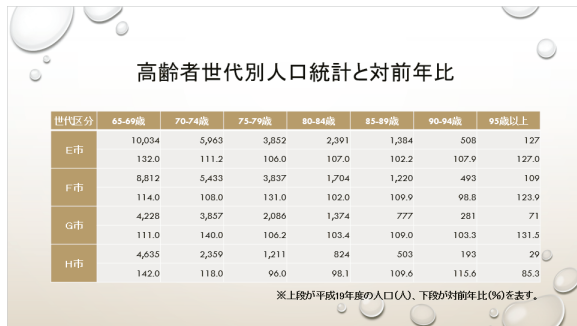 高齢者世代別人口統計と対前年比
世代区分 65-69歳 70-74歳 75-79歳 80-84歳 85-89歳 90-94歳 95歳以上
E市 10,034 5,963 3,852 2,391 1,384 508 127
132.0 111.2 106.0 107.0 102.2 107.9 127.0
F市 8,812 5,433 3,837 1,704 1,220 493 109
114.0 108.0 131.0 102.0 109.9 98.8 123.9
G市 4,228 3,857 2,086 1,374 777 281 71
111.0 140.0 106.2 103.4 109.0 103.3 131.5
H市 4,635 2,359 1,211 824 503 193 29
142.0 118.0 96.0 98.1 109.6 115.6 85.3
※上段が平成19年度の人口(人)、下段が対前年比(%)を表す。